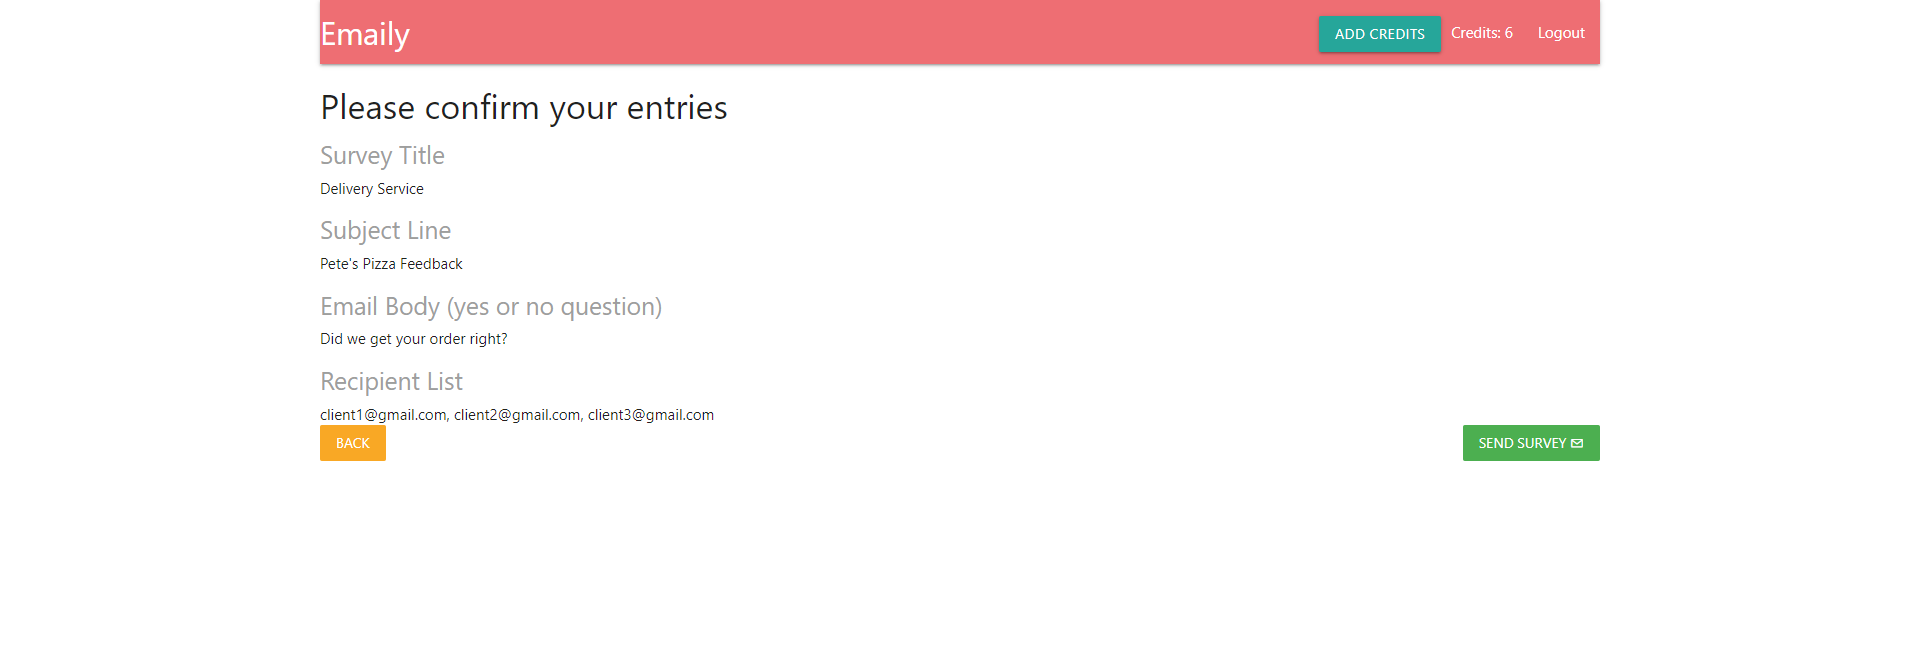 Emaily
ADD CREDITS Credits: 6 Logout
Please confirm your entries
Survey Title
Delivery Service
Subject Line
Pete's Pizza Feedback
Email Body (yes or no question)
Did we get your order right?
Recipient List
client1@gmail.com, client2@gmail.com, client3@gmail.com
BACK
SEND SURVEY